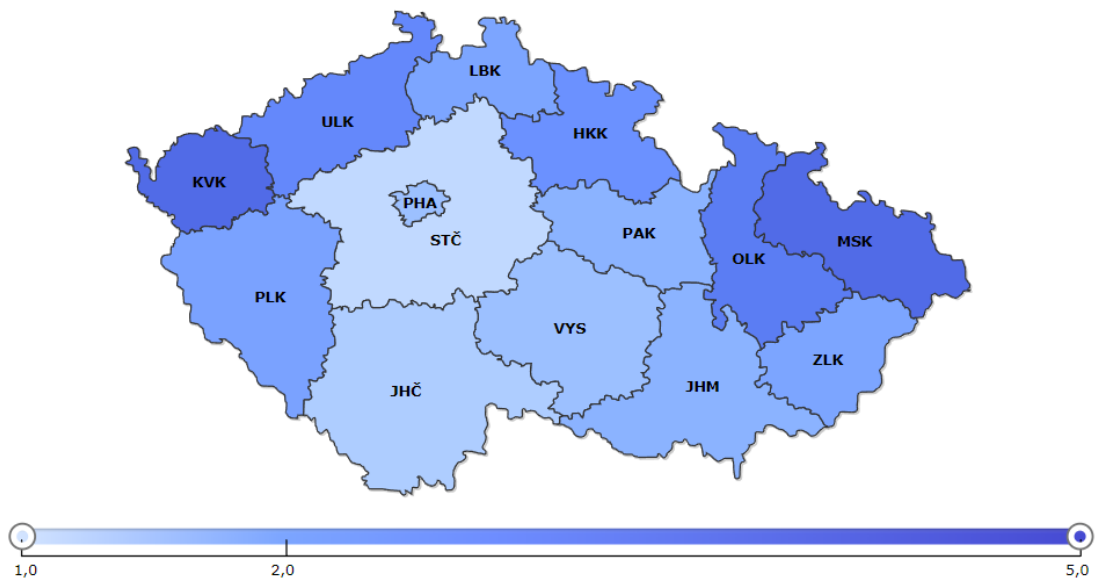 LBK
ULK
HKK
KVK
PHA
STČ
PAK
MSK
OLK
PLK
VYS
ZLK
JHČ
JHM
1,0 2,0 5,0